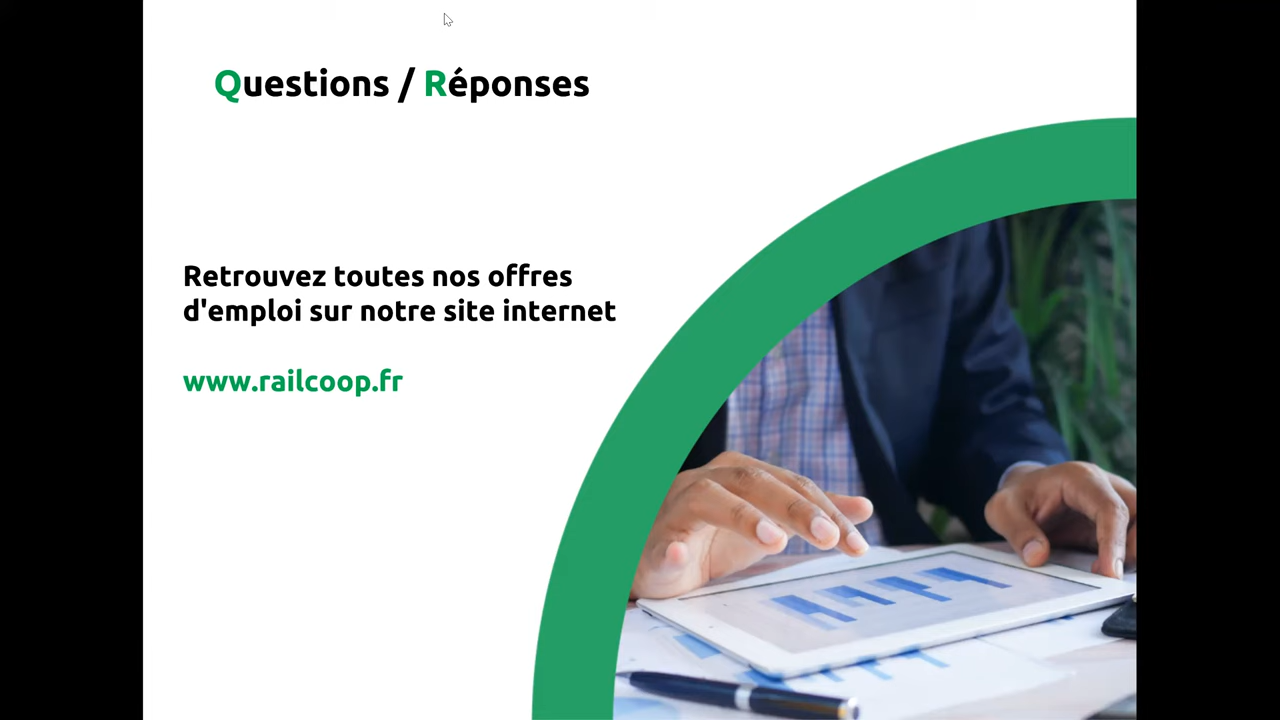 Questions / Réponses
Retrouvez toutes nos offres
d'emploi sur notre site internet
www.railcoop.fr